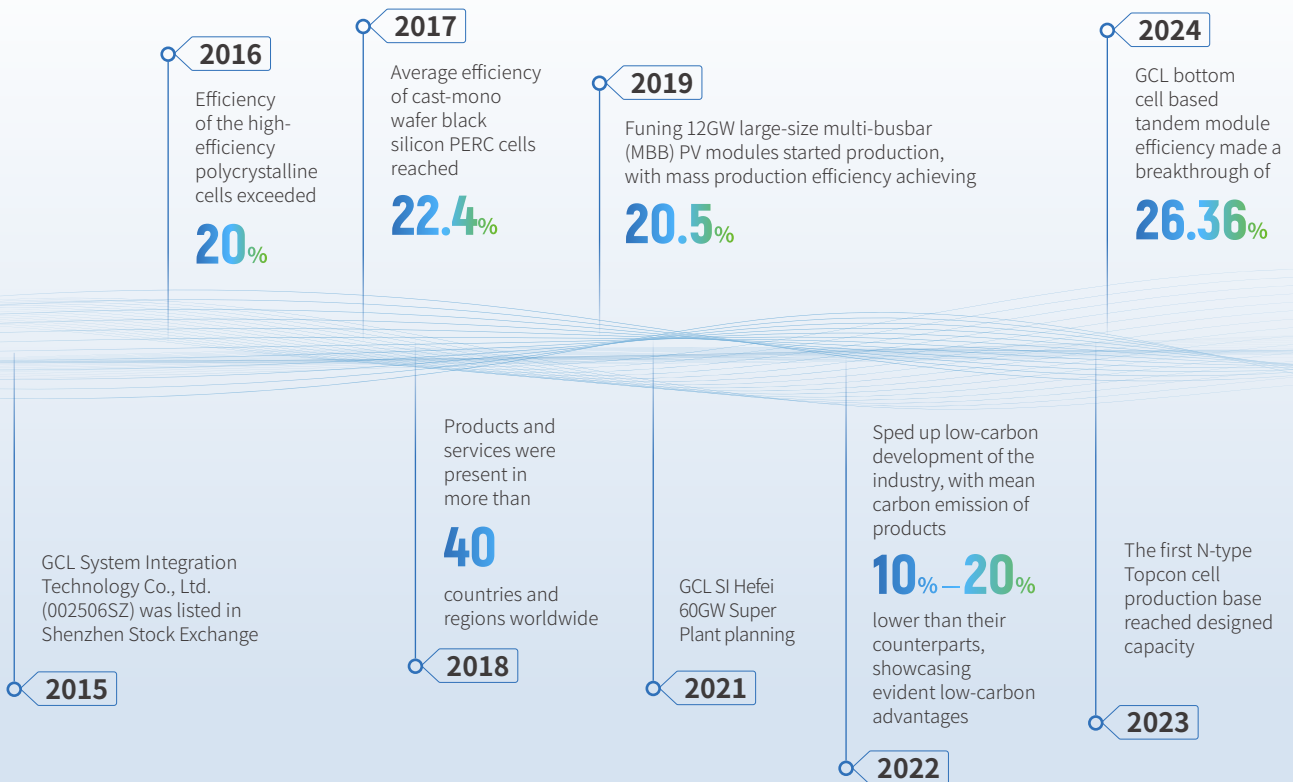 2015
GCL System Integration
Technology Co., Ltd.
(002506SZ) was listed in
Shenzhen Stock Exchange
2016
Efficiency
of the high-
efficiency
polycrystalline
cells exceeded
20%
2017
Average efficiency
of cast-mono
wafer black
silicon PERC cells
reached
22.4%
2018
Products and
services were
present in
more than
40
countries and
regions worldwide
2019
Funing 12GW large-size multi-busbar
(MBB) PV modules started production,
with mass production efficiency achieving
20.5%
2021
GCL SI Hefei
60GW Super
Plant planning
2022
Sped up low-carbon
development of the
industry, with mean
carbon emission of
products
10%—20%
lower than their
counterparts,
showcasing
evident low-carbon
advantages
2023
The first N-type
Topcon cell
production base
reached designed
capacity
2024
GCL bottom
cell based
tandem module
efficiency made a
breakthrough of
26.36%